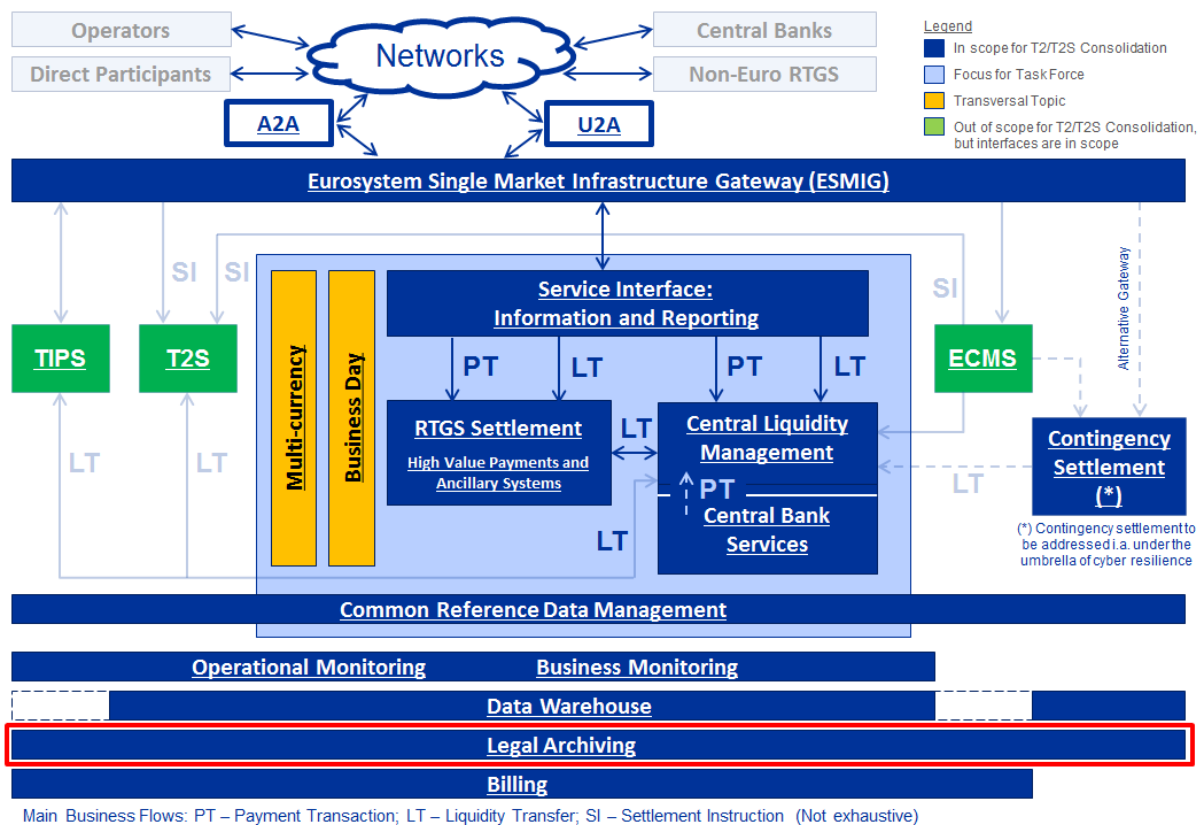 Operators
Networks
Central Banks
Direct Participants
Non-Euro RTGS
Legend
In scope for T2/T2S Consolidation
Focus for Task Force
Transversal Topic
Out of scope for T2/T2S Consolidation,
but interfaces are in scope
A2A
U2A
Eurosystem Single Market Infrastructure Gateway (ESMIG)
SI
SI
SI
Alternative Gateway
Multi-currency
Business Day
Service Interface:
Information and Reporting
TIPS
T2S
ECMS
PT
LT
PT
LT
RTGS Settlement
High Value Payments and
Ancillary Systems
LT
Central Liquidity
Management
PT
Central Bank
Services
Contingency
Settlement
(*)
LT
LT
LT
LT
(*) Contingency settlement to
be addressed i.a. under the
umbrella of cyber resilience
Common Reference Data Management
Operational Monitoring
Business Monitoring
Data Warehouse
Legal Archiving
Billing
Main Business Flows: PT – Payment Transaction; LT – Liquidity Transfer; SI – Settlement Instruction (Not exhaustive)